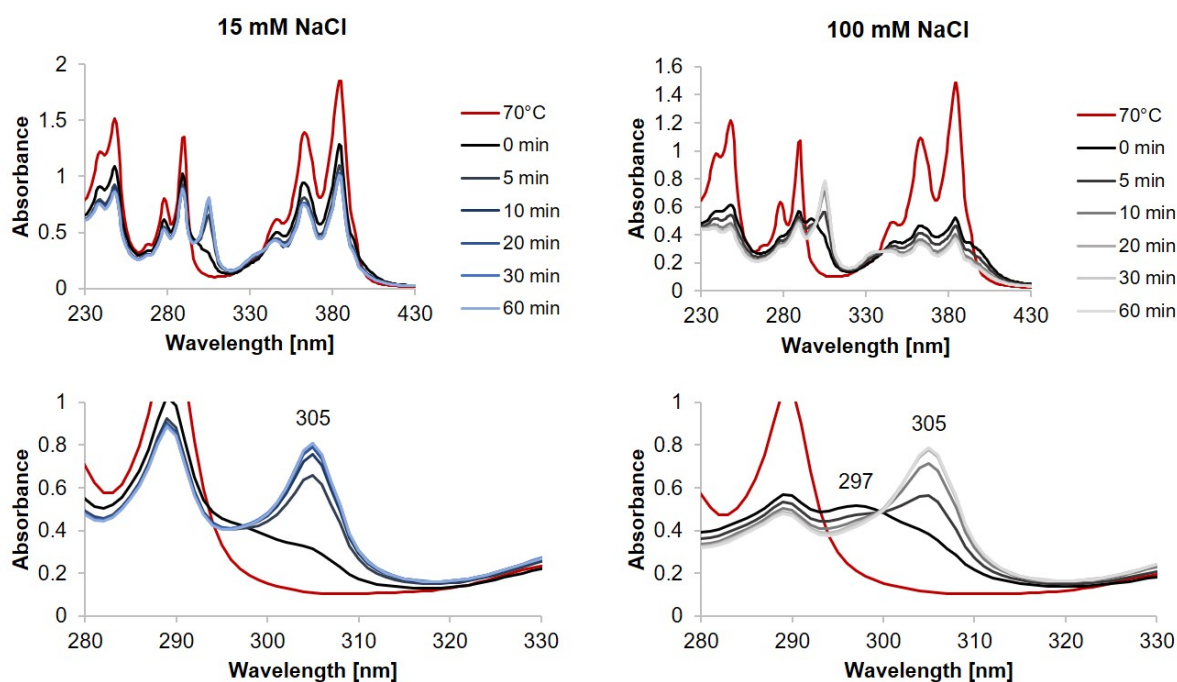 15 mM NaCl
Absorbance
2
1.5
1
0.5
0
230 280 330 380 430
Wavelength [nm]
70°C
0 min
5 min
10 min
20 min
30 min
60 min
100 mM NaCl
Absorbance
1.6
1.4
1.2
1
0.8
0.6
0.4
0.2
0
230 280 330 380 430
Wavelength [nm]
70°C
0 min
5 min
10 min
20 min
30 min
60 min
Absorbance
1
0.8
0.6
0.4
0.2
0
305
280 290 300 310 320 330
Wavelength [nm]
Absorbance
1
0.8
0.6
0.4
0.2
0
305
297
280 290 300 310 320 330
Wavelength [nm]